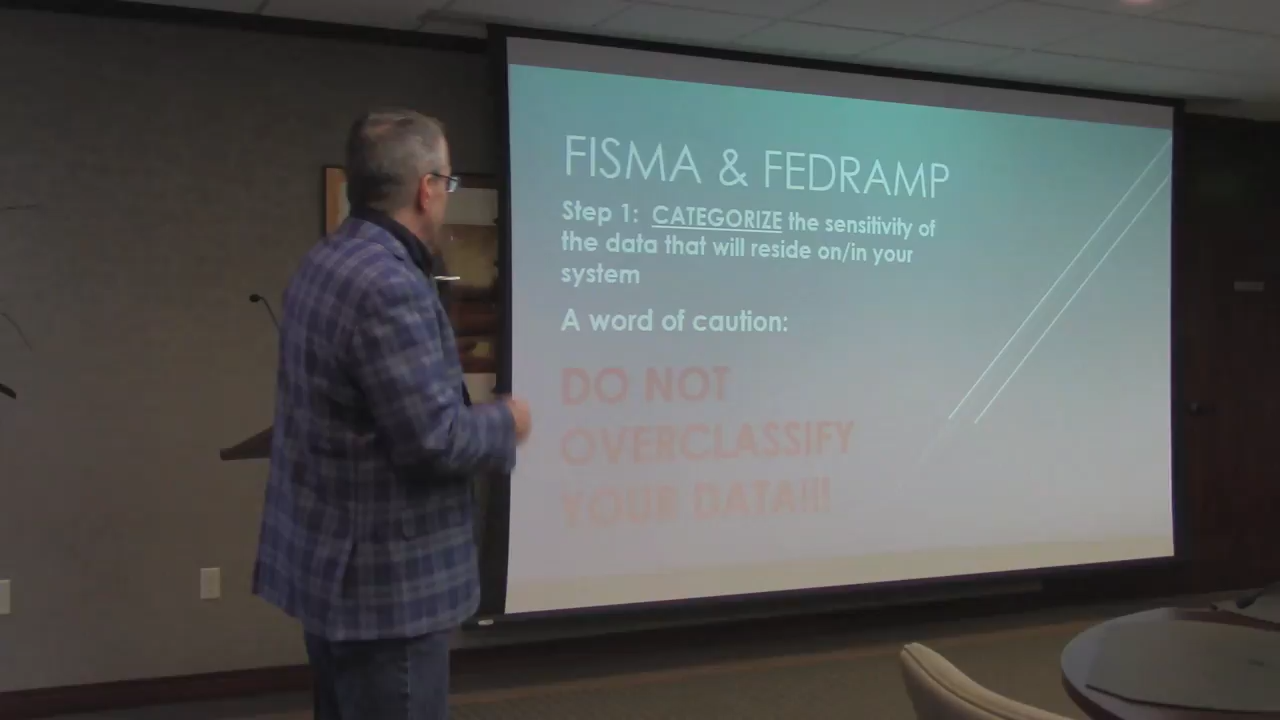 FISMA & FEDRAMP
Step 1: CATEGORIZE the sensitivity of
the data that will reside on/in your
system
A word of caution:
DO NOT
OVERCLASSIFY
YOUR DATA!!!